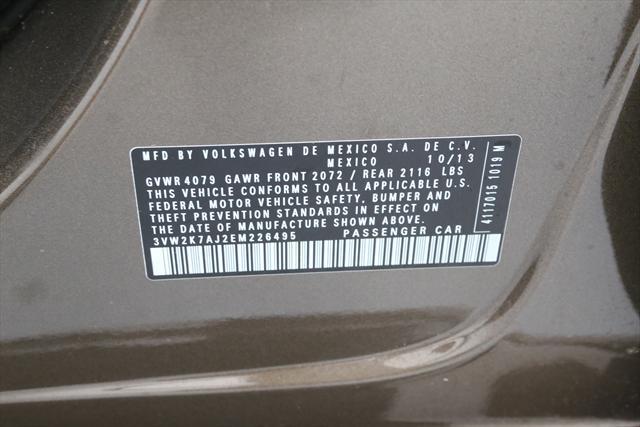 MFD BY VOLKSWAGEN DE MEXICO S.A. DE C.V.
MEXICO 10/13
GVWR 4079 GAWR FRONT 2072 / REAR 2116 LBS
THIS VEHICLE CONFORMS TO ALL APPLICABLE U.S.
FEDERAL MOTOR VEHICLE SAFETY, BUMPER AND
THEFT PREVENTION STANDARDS IN EFFECT ON
THE DATE OF MANUFACTURE SHOWN ABOVE.
3VW2K7AJ2EM226495 PASSENGER CAR
4117015 1019 M